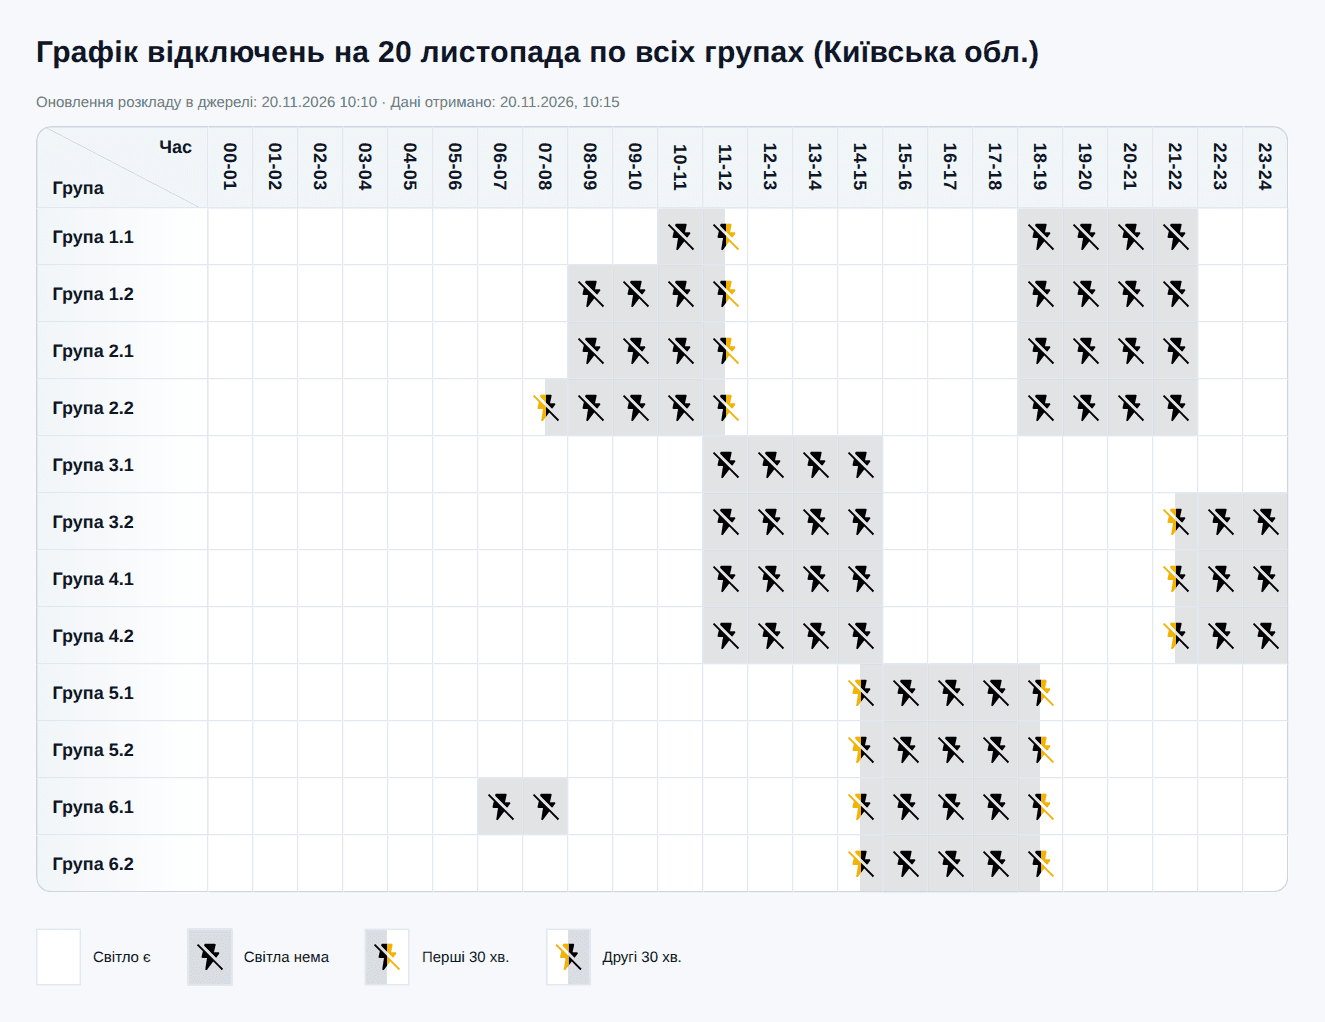 Графік відключень на 20 листопада по всіх групах (Київська обл.)
Оновлення розкладу в джерелі: 20.11.2026 10:10 · Дані отримано: 20.11.2026, 10:15
Час
Група
00-01 01-02 02-03 03-04 04-05 05-06 06-07 07-08 08-09 09-10 10-11 11-12 12-13 13-14 14-15 15-16 16-17 17-18 18-19 19-20 20-21 21-22 22-23 23-24
Група 1.1
Група 1.2
Група 2.1
Група 2.2
Група 3.1
Група 3.2
Група 4.1
Група 4.2
Група 5.1
Група 5.2
Група 6.1
Група 6.2
Світло є Світла нема Перші 30 хв. Другі 30 хв.